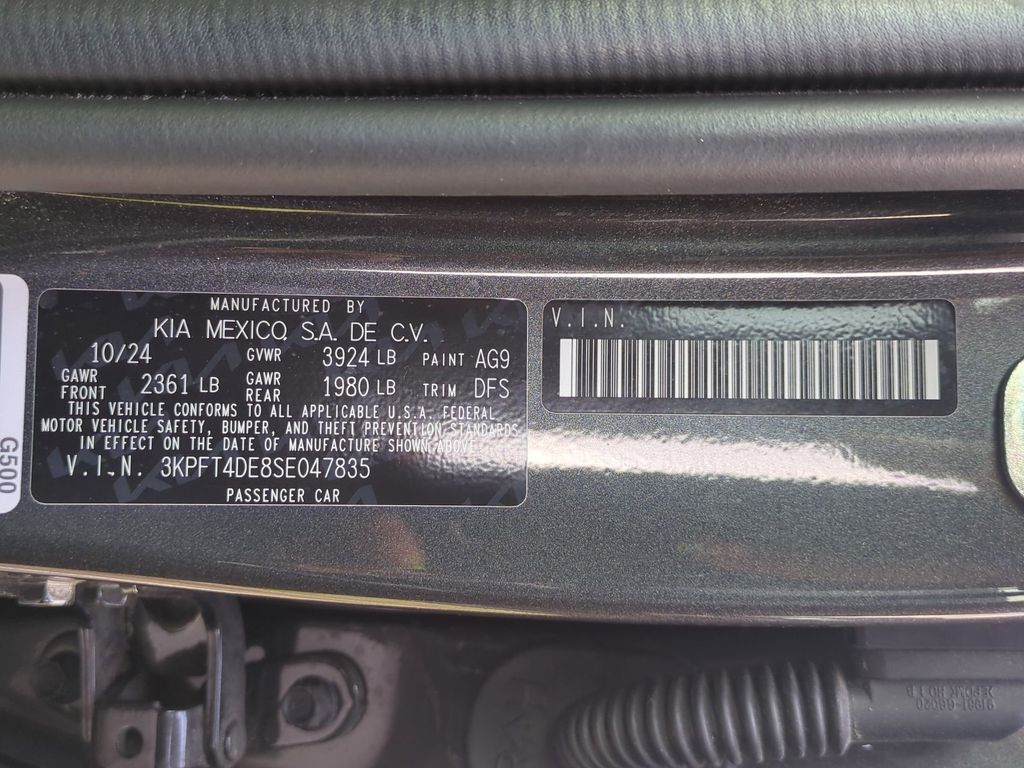 MANUFACTURED BY
KIA MEXICO, S.A. DE C.V.
10/24 GVWR 3924 LB PAINT AG9
GAWR FRONT 2361 LB GAWR REAR 1980 LB TRIM DFS
THIS VEHICLE CONFORMS TO ALL APPLICABLE U.S.A. FEDERAL
MOTOR VEHICLE SAFETY, BUMPER, AND THEFT PREVENTION STANDARDS
IN EFFECT ON THE DATE OF MANUFACTURE SHOWN ABOVE.
V.I.N. 3KPFT4DE8SE047835
PASSENGER CAR
V.I.N.
G500
91981-G8020